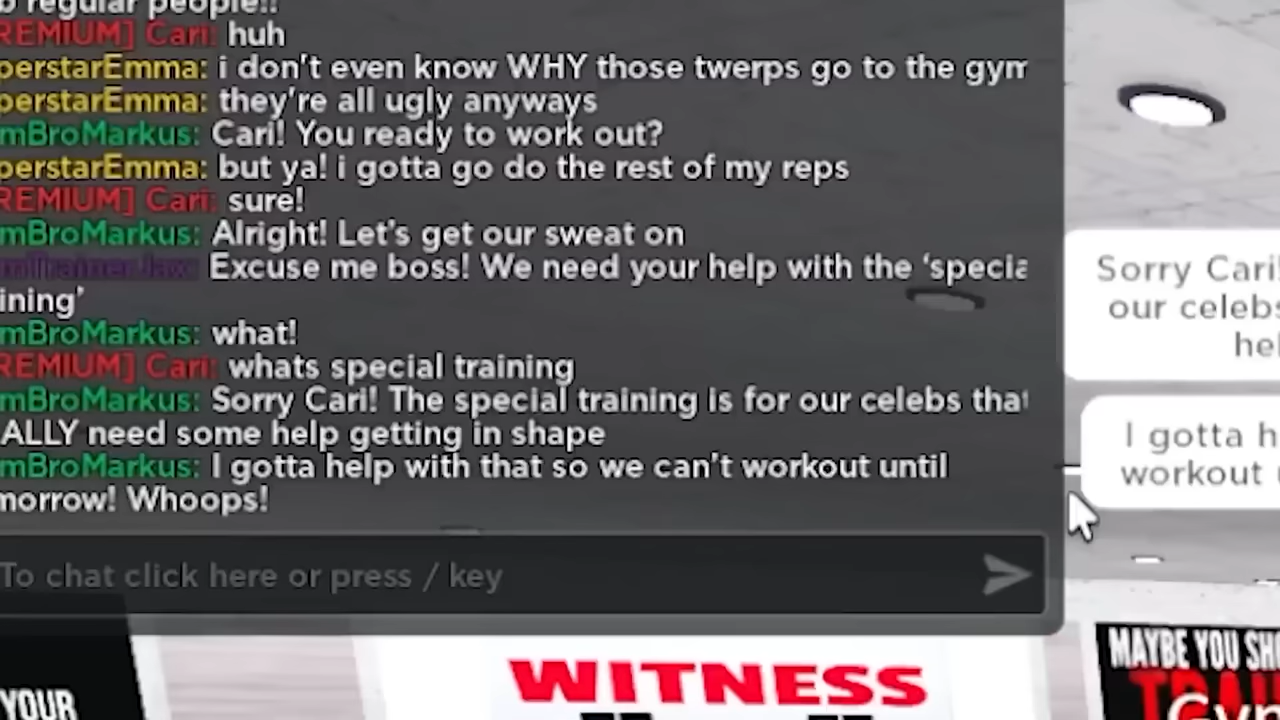 regular people!!
REMIUM] Cari: huh
perstarEmma: i don't even know WHY those twerps go to the gym
perstarEmma: they're all ugly anyways
mBroMarkus: Cari! You ready to work out?
perstarEmma: but ya! i gotta go do the rest of my reps
REMIUM] Cari: sure!
mBroMarkus: Alright! Let's get our sweat on
Excuse me boss! We need your help with the ‘specia
ining’
mBroMarkus: what!
REMIUM] Cari: whats special training
mBroMarkus: Sorry Cari! The special training is for our celebs that
ALLY need some help getting in shape
mBroMarkus: I gotta help with that so we can't workout until
morrow! Whoops!
To chat click here or press / key
Sorry Cari!
our celebs
hel
I gotta h
workout u
YOUR
WITNESS
MAYBE YOU SH
TRAI
Gyn